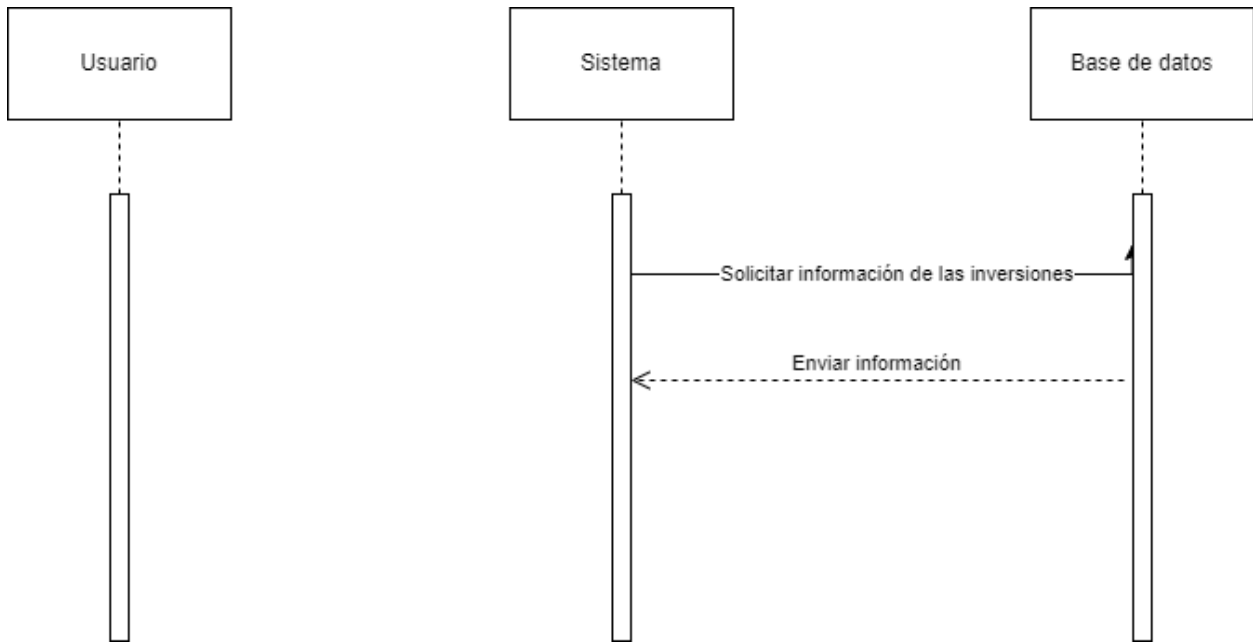 Usuario
Sistema
Base de datos
Solicitar información de las inversiones
Enviar información